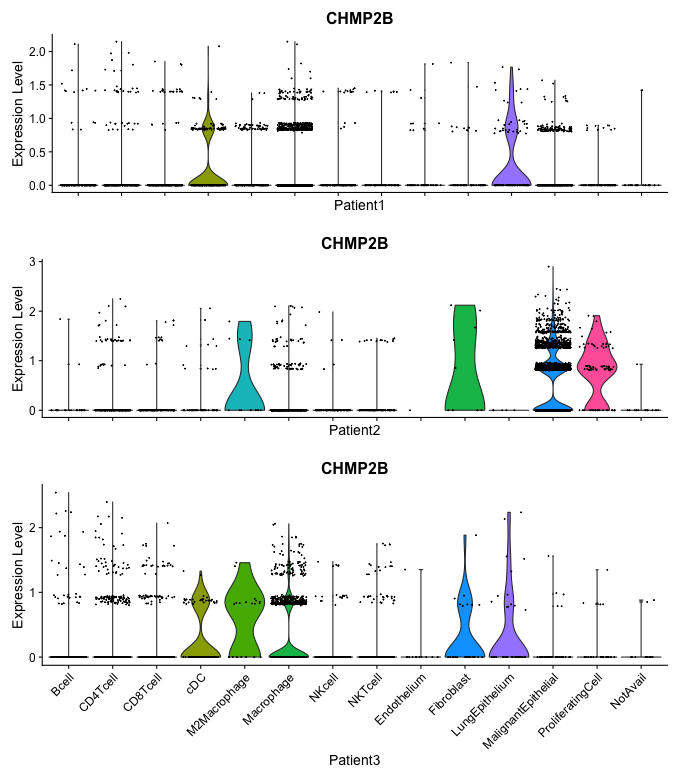 CHMP2B
Expression Level
2.0
1.5
1.0
0.5
0.0
Patient1
CHMP2B
Expression Level
3
2
1
0
Patient2
CHMP2B
Expression Level
2
1
0
Bcell
CD4Tcell
CD8Tcell
cDC
M2Macrophage
Macrophage
NKcell
NKTcell
Endothelium
Fibroblast
LungEpithelium
MalignantEpithelial
ProliferatingCell
NotAvail
Patient3